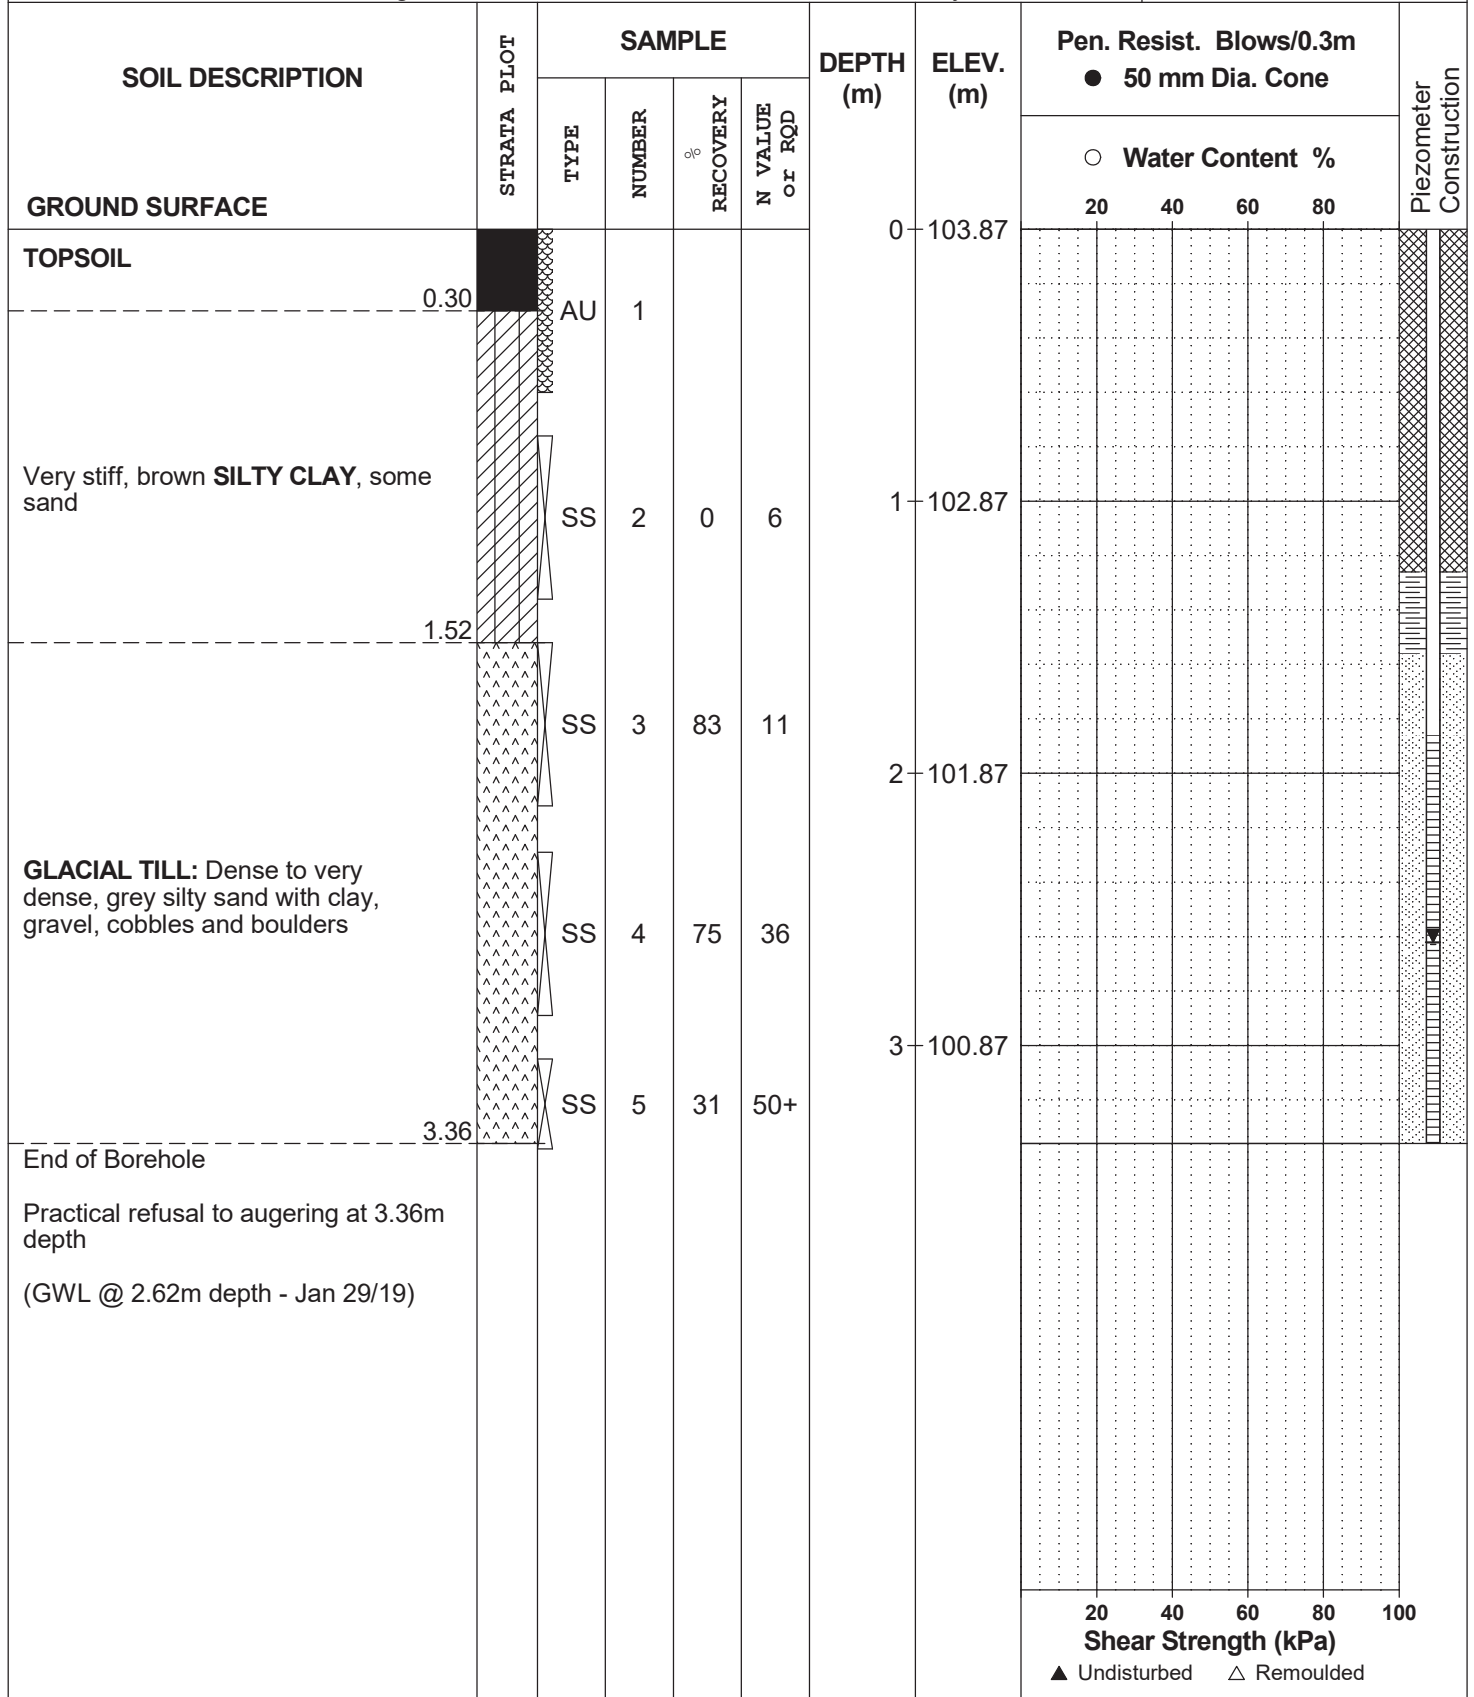 SOIL DESCRIPTION
GROUND SURFACE
STRATA PLOT
SAMPLE
TYPE
NUMBER
%
RECOVERY
N VALUE
or RQD
DEPTH
(m)
ELEV.
(m)
Pen. Resist. Blows/0.3m
● 50 mm Dia. Cone
○ Water Content %
20 40 60 80
Piezometer
Construction
0 103.87
TOPSOIL
0.30
AU 1
Very stiff, brown SILTY CLAY, some
sand
1 102.87
SS 2 0 6
1.52
SS 3 83 11
2 101.87
GLACIAL TILL: Dense to very
dense, grey silty sand with clay,
gravel, cobbles and boulders
SS 4 75 36
3 100.87
SS 5 31 50+
3.36
End of Borehole
Practical refusal to augering at 3.36m
depth
(GWL @ 2.62m depth - Jan 29/19)
20 40 60 80 100
Shear Strength (kPa)
▲ Undisturbed △ Remoulded